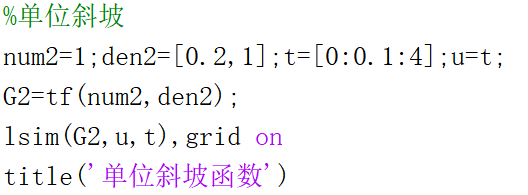 %单位斜坡
num2=1;den2=[0.2,1];t=[0:0.1:4];u=t;
G2=tf(num2,den2);
lsim(G2,u,t),grid on
title('单位斜坡函数')